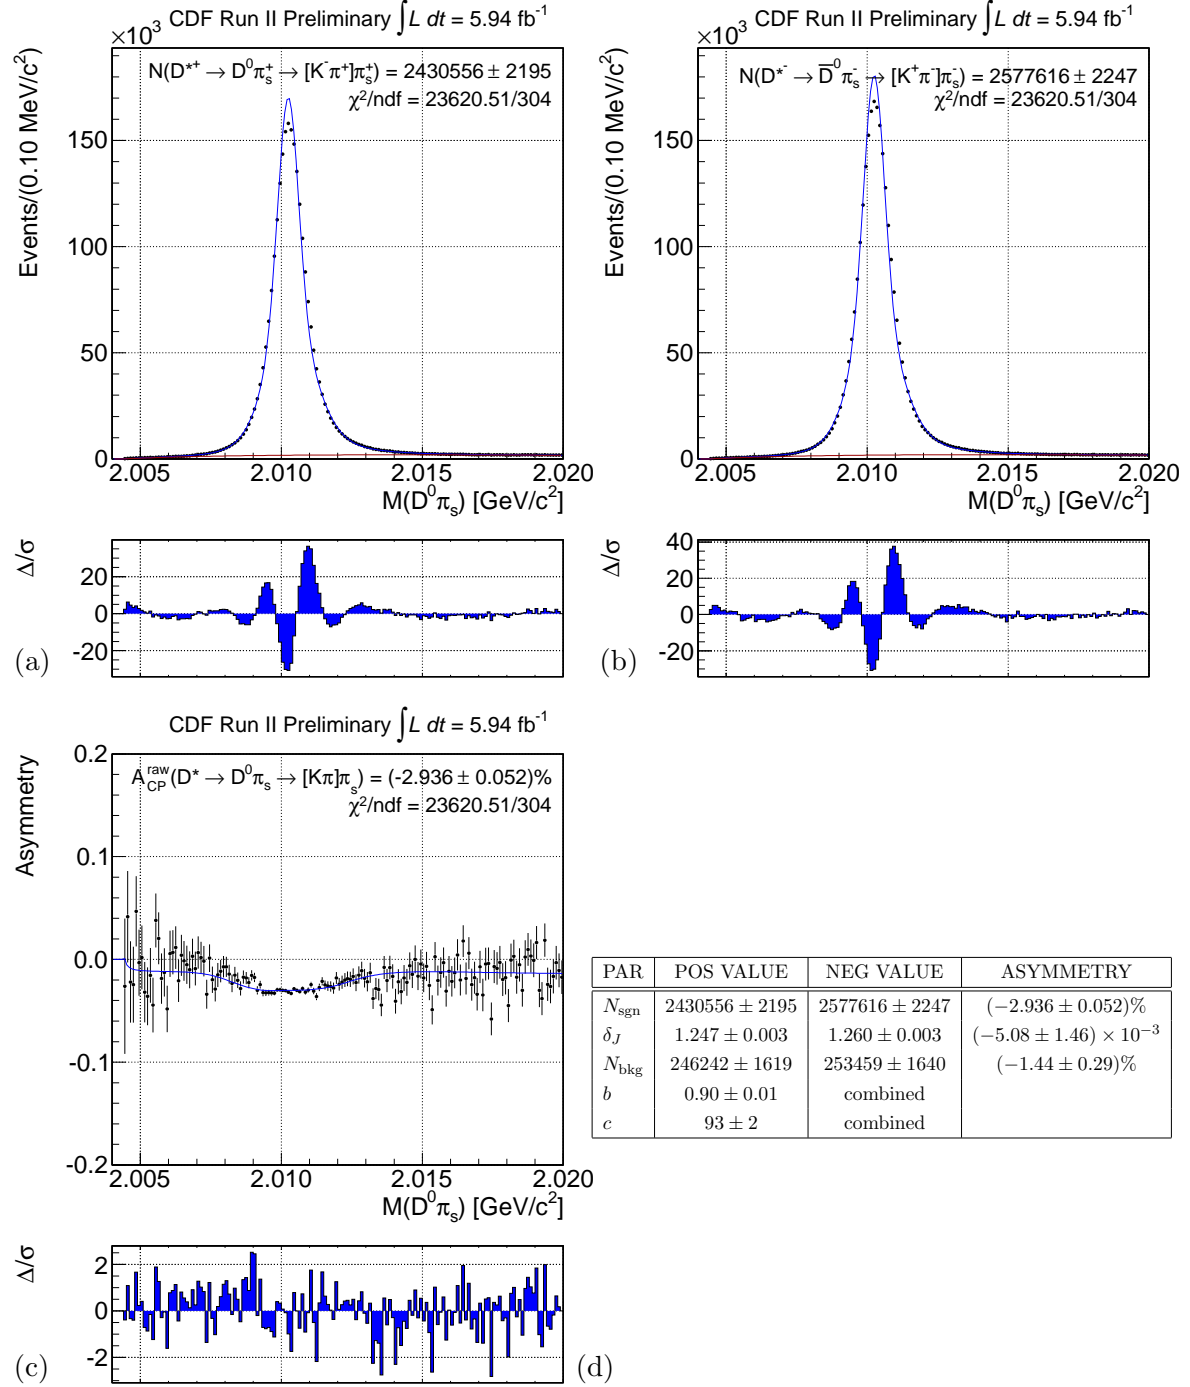 CDF Run II Preliminary ∫L dt = 5.94 fb⁻¹
×10³
N(D*⁺ → D⁰π⁺ₛ → [K⁻π⁺]π⁺ₛ) = 2430556 ± 2195
χ²/ndf = 23620.51/304
Events/(0.10 MeV/c²)
150
100
50
0
2.005 2.010 2.015 2.020
M(D⁰πₛ) [GeV/c²]
Δ/σ
20
0
-20
(a)
CDF Run II Preliminary ∫L dt = 5.94 fb⁻¹
×10³
N(D*⁻ → D̅⁰π⁻ₛ → [K⁺π⁻]π⁻ₛ) = 2577616 ± 2247
χ²/ndf = 23620.51/304
Events/(0.10 MeV/c²)
150
100
50
0
2.005 2.010 2.015 2.020
M(D⁰πₛ) [GeV/c²]
Δ/σ
40
20
0
-20
(b)
CDF Run II Preliminary ∫L dt = 5.94 fb⁻¹
A_CP^raw(D* → D⁰πₛ → [Kπ]πₛ) = (-2.936 ± 0.052)%
χ²/ndf = 23620.51/304
Asymmetry
0.2
0.1
0.0
-0.1
-0.2
2.005 2.010 2.015 2.020
M(D⁰πₛ) [GeV/c²]
Δ/σ
2
0
-2
(c)
PAR POS VALUE NEG VALUE ASYMMETRY
N_sgn 2430556 ± 2195 2577616 ± 2247 (−2.936 ± 0.052)%
δ_J 1.247 ± 0.003 1.260 ± 0.003 (−5.08 ± 1.46) × 10⁻³
N_bkg 246242 ± 1619 253459 ± 1640 (−1.44 ± 0.29)%
b 0.90 ± 0.01 combined
c 93 ± 2 combined
(d)